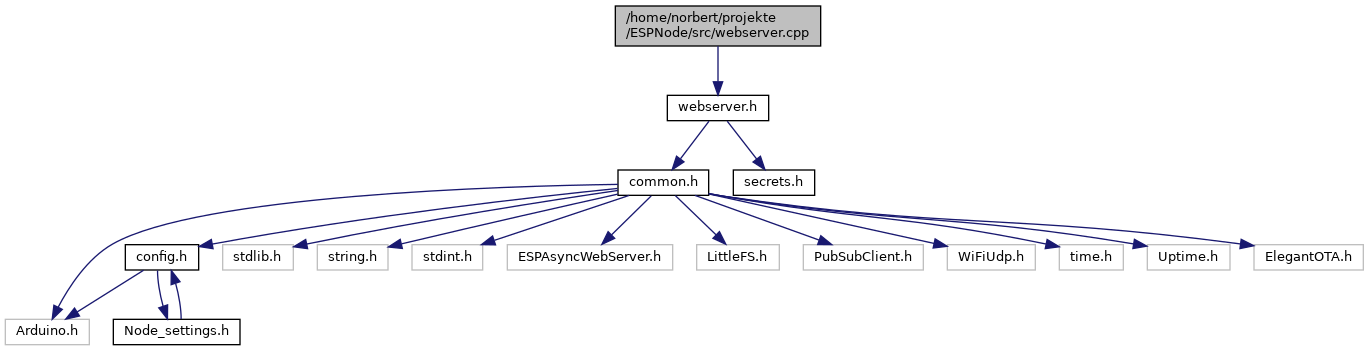 /home/norbert/projekte
/ESPNode/src/webserver.cpp
webserver.h
common.h
secrets.h
config.h
stdlib.h
string.h
stdint.h
ESPAsyncWebServer.h
LittleFS.h
PubSubClient.h
WiFiUdp.h
time.h
Uptime.h
ElegantOTA.h
Arduino.h
Node_settings.h